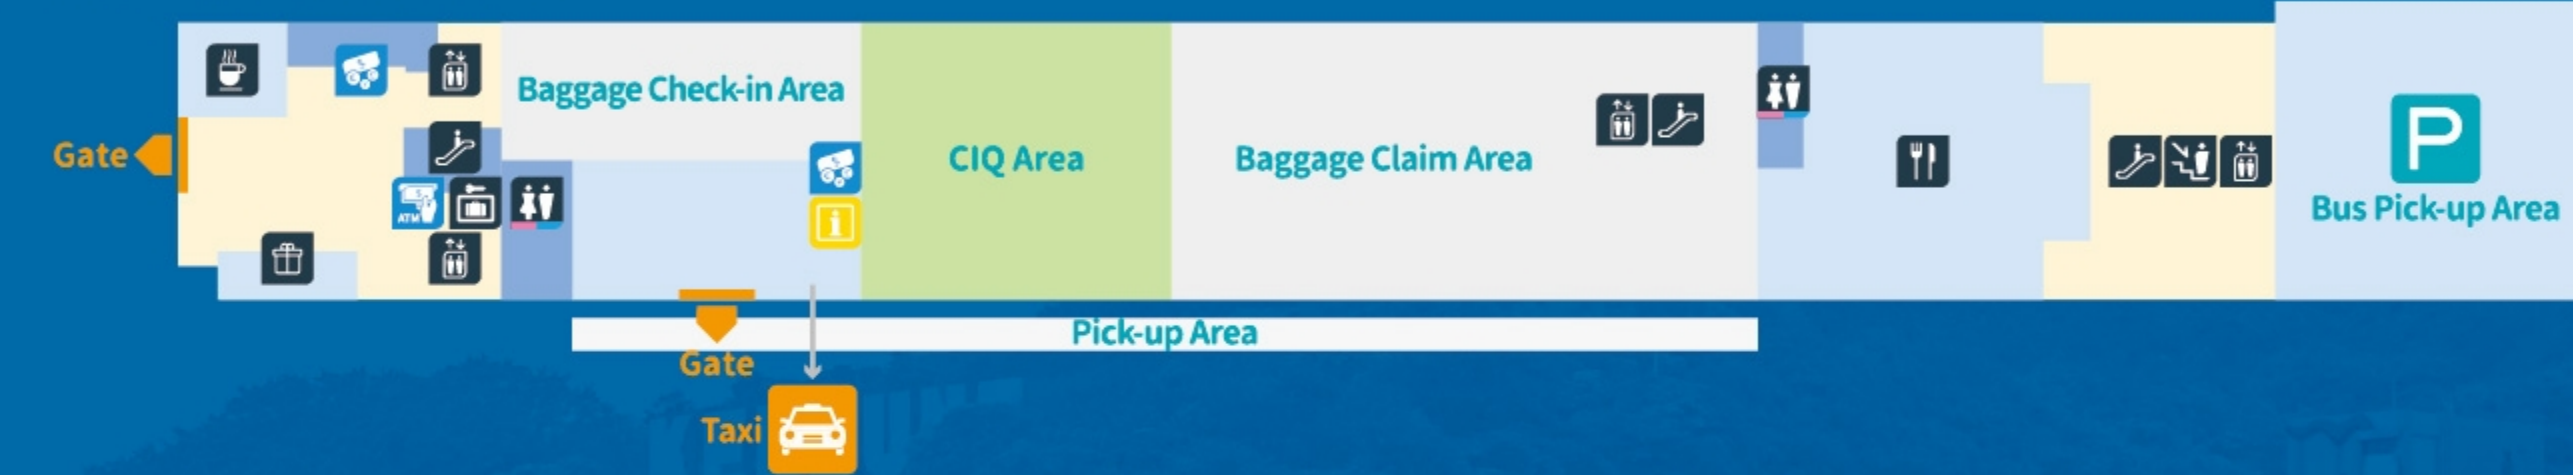 Baggage Check-in Area
Gate
CIQ Area
Baggage Claim Area
ATM
i
P
Bus Pick-up Area
Pick-up Area
Gate
Taxi